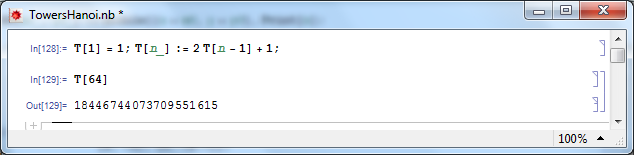 TowersHanoi.nb *
In[128]:= T[1] = 1; T[n_] := 2 T[n - 1] + 1;
In[129]:= T[64]
Out[129]= 18446744073709551615
100%